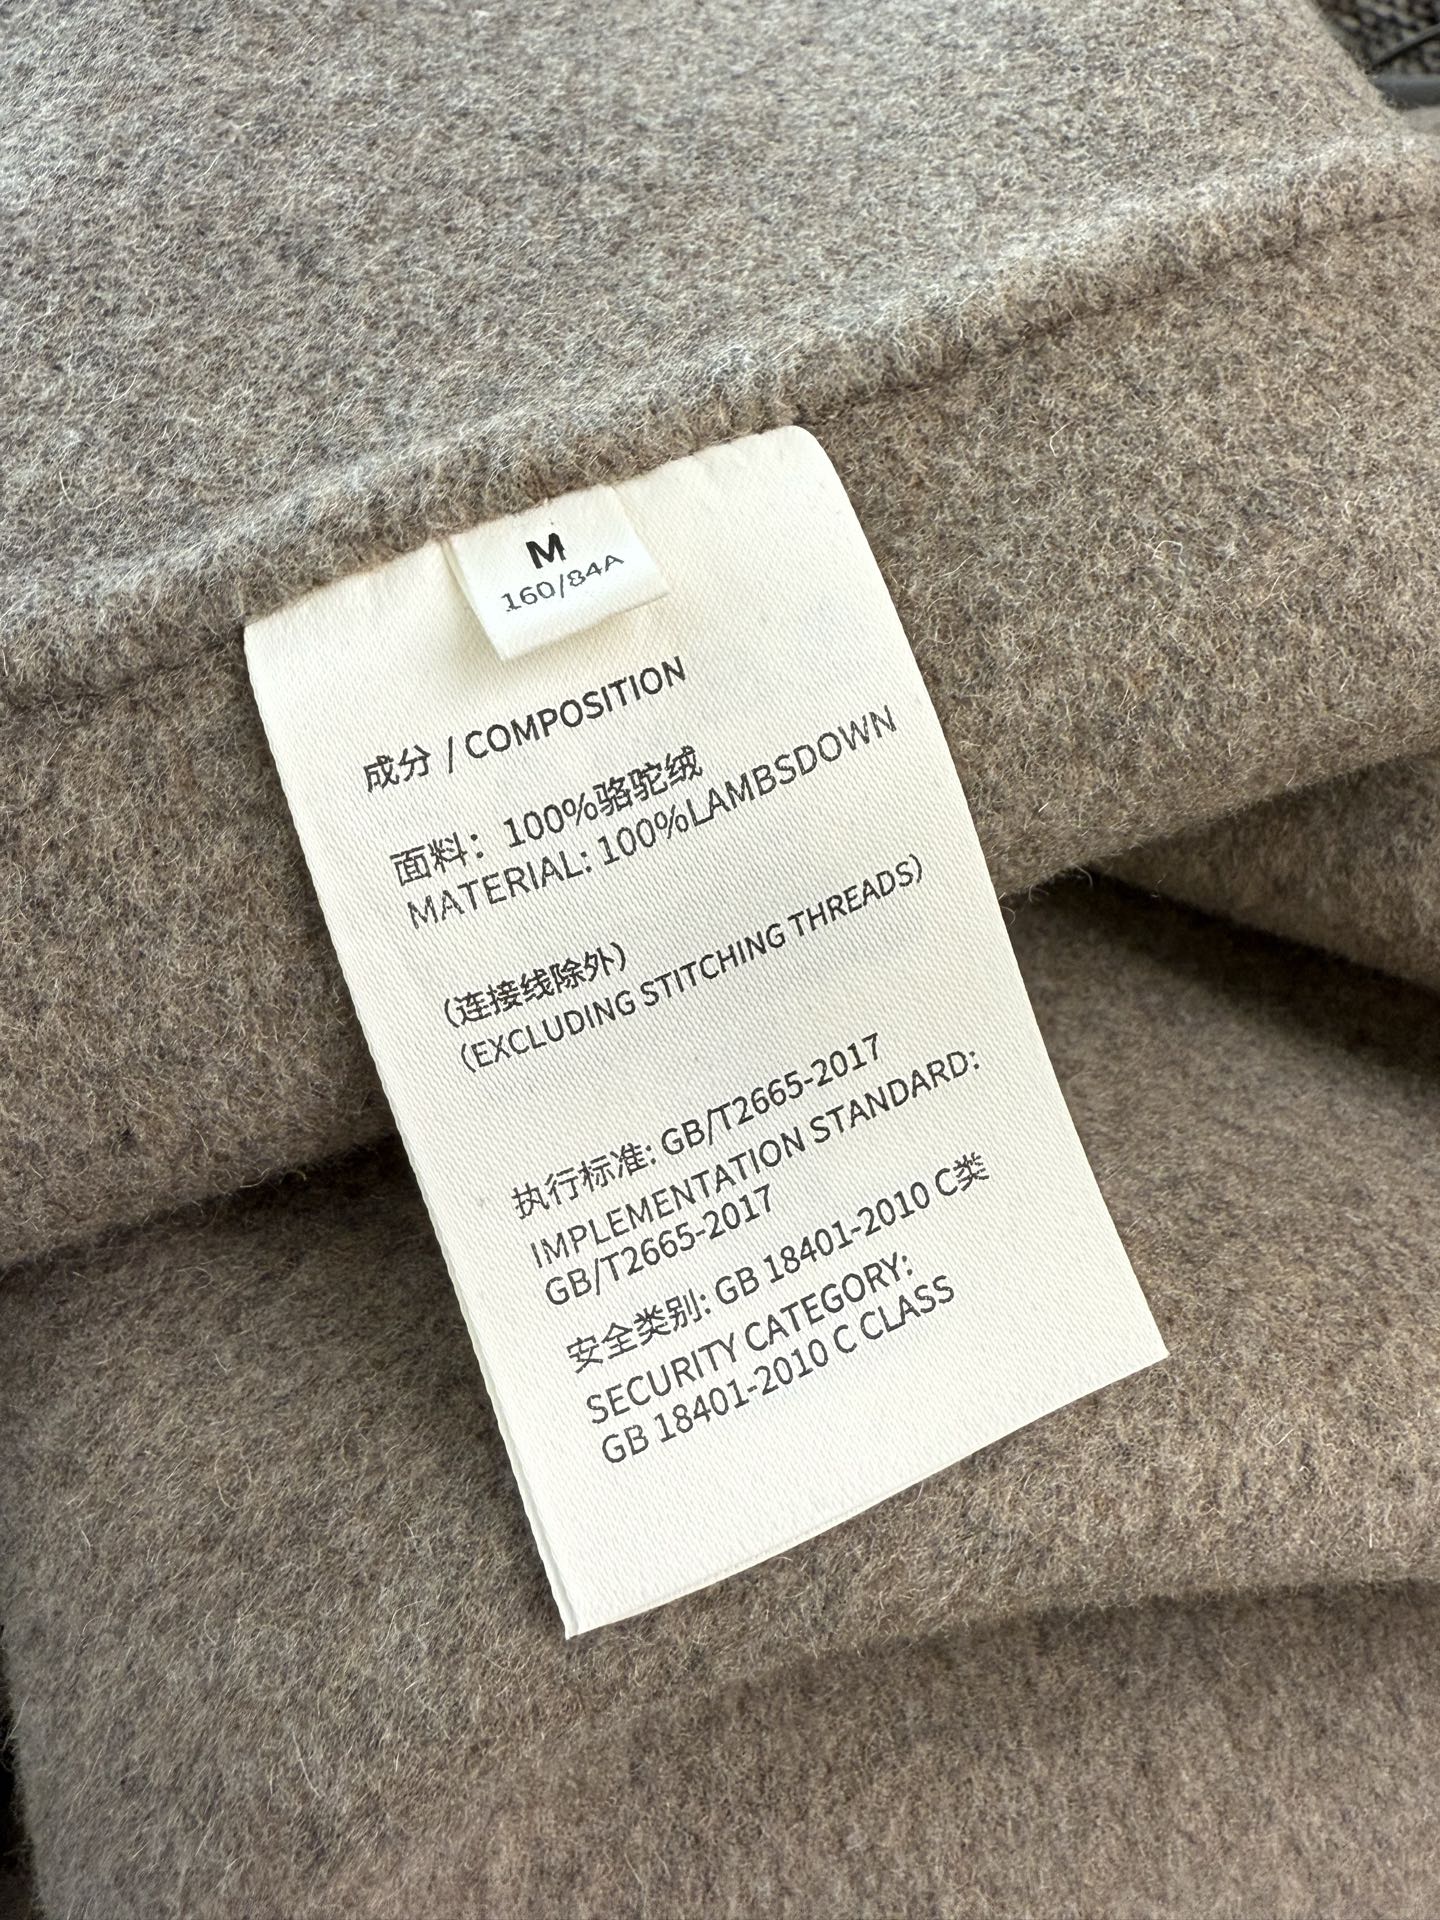 M
160/84A
成分 / COMPOSITION
面料：100%骆驼绒
MATERIAL: 100%LAMBSDOWN
(连接线除外)
(EXCLUDING STITCHING THREADS)
执行标准: GB/T2665-2017
IMPLEMENTATION STANDARD:
GB/T2665-2017
安全类别: GB 18401-2010 C类
SECURITY CATEGORY:
GB 18401-2010 C CLASS